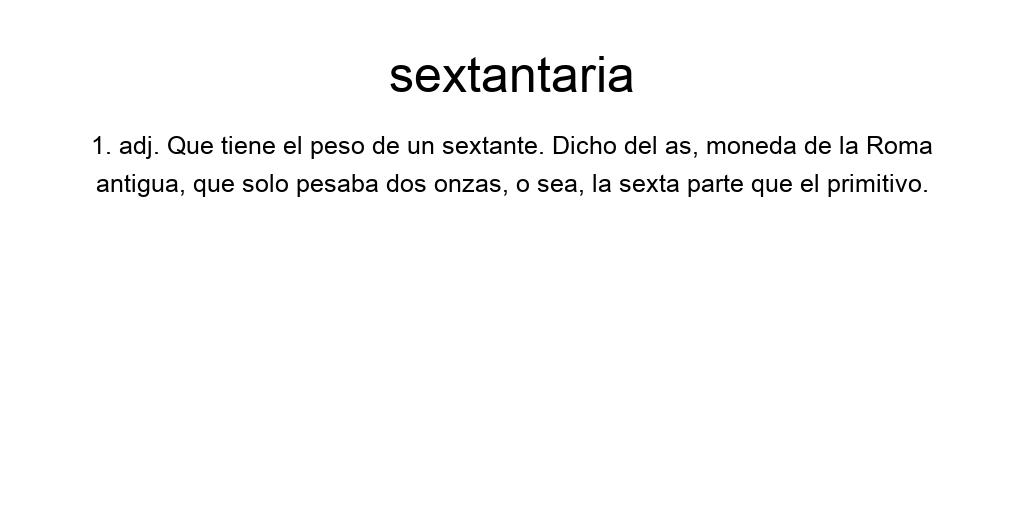 sextantaria
1. adj. Que tiene el peso de un sextante. Dicho del as, moneda de la Roma
antigua, que solo pesaba dos onzas, o sea, la sexta parte que el primitivo.